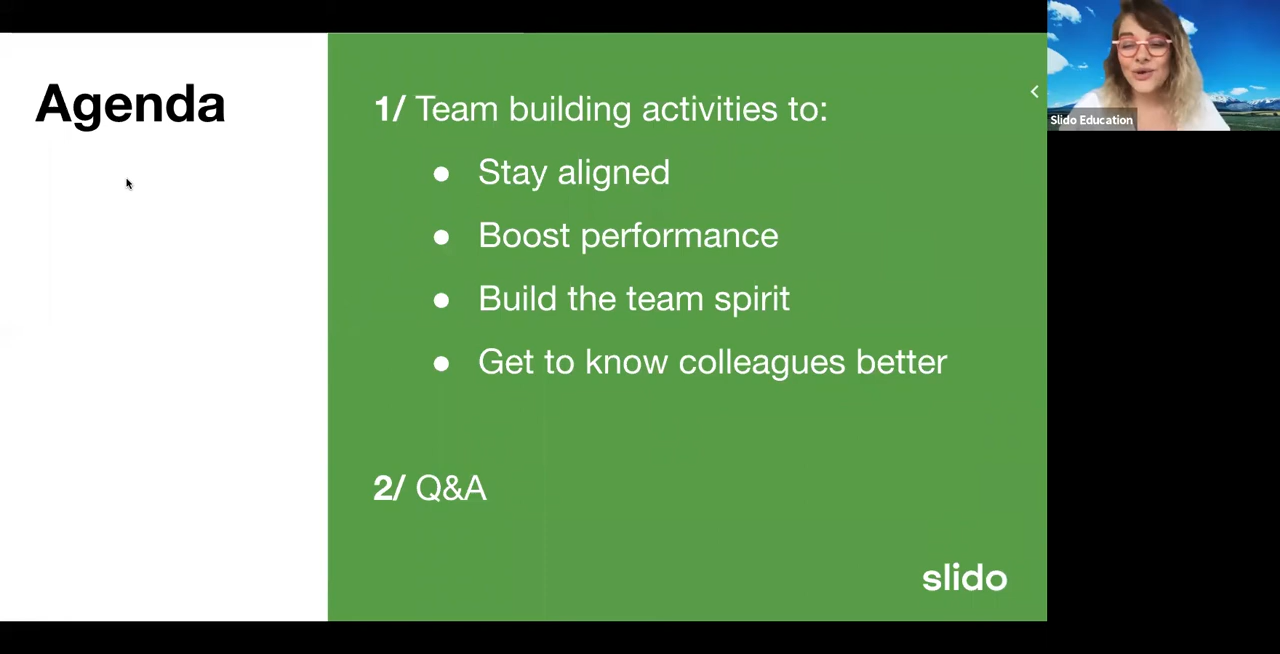 Agenda
1/ Team building activities to:
● Stay aligned
● Boost performance
● Build the team spirit
● Get to know colleagues better
2/ Q&A
slido
Slido Education